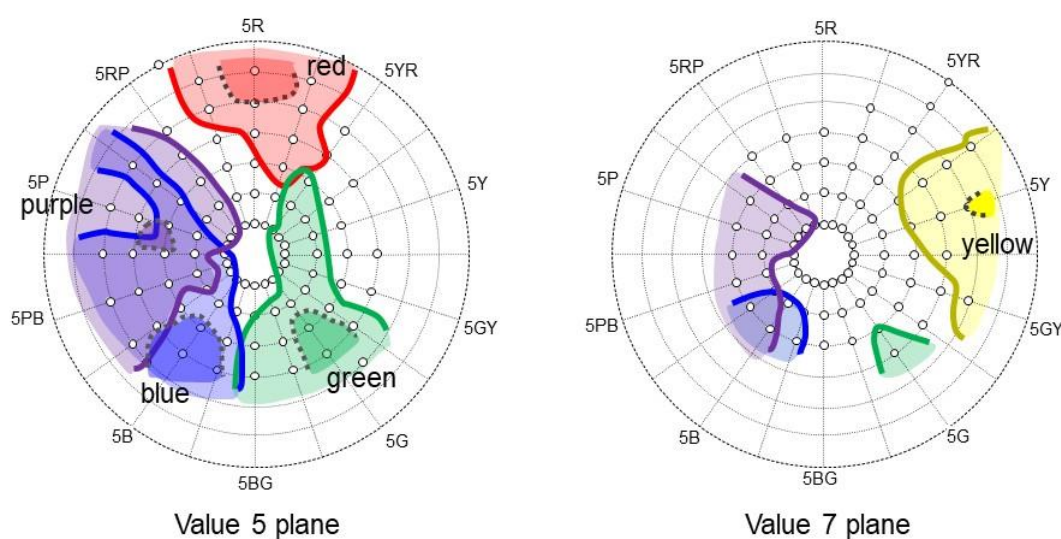 5R
5RP
red
5YR
5P
purple
5Y
5PB
blue
green
5GY
5B
5G
5BG
Value 5 plane
5R
5RP
5YR
5P
5Y
yellow
5PB
5GY
5B
5G
5BG
Value 7 plane